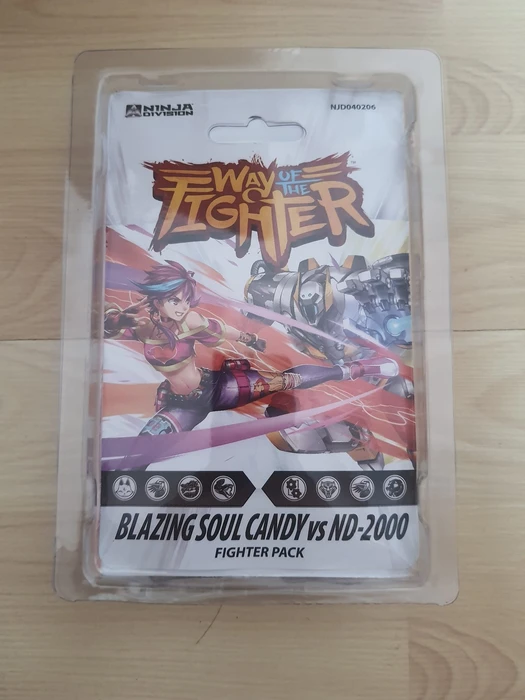 NINJA DIVISION
NJD040206
WAY OF THE
FIGHTER
BLAZING SOUL CANDY vs ND-2000
FIGHTER PACK